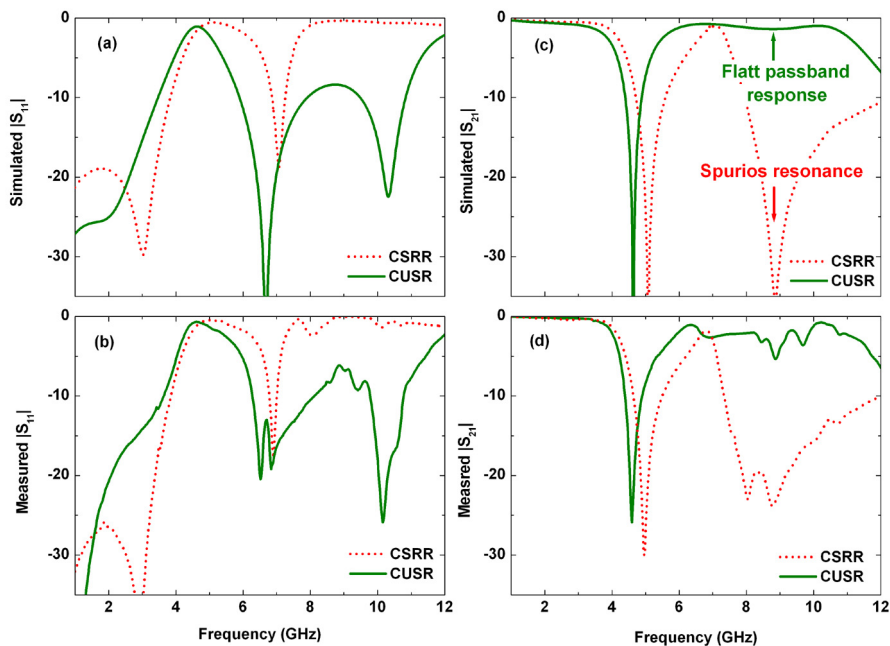 (a)
Simulated |S11|
0
-10
-20
-30
CSRR
CUSR
(c)
Simulated |S21|
0
-10
-20
-30
Flatt passband
response
Spurios resonance
CSRR
CUSR
(b)
Measured |S11|
0
-10
-20
-30
CSRR
CUSR
2 4 6 8 10 12
Frequency (GHz)
(d)
Measred |S21|
0
-10
-20
-30
CSRR
CUSR
2 4 6 8 10 12
Frequency (GHz)